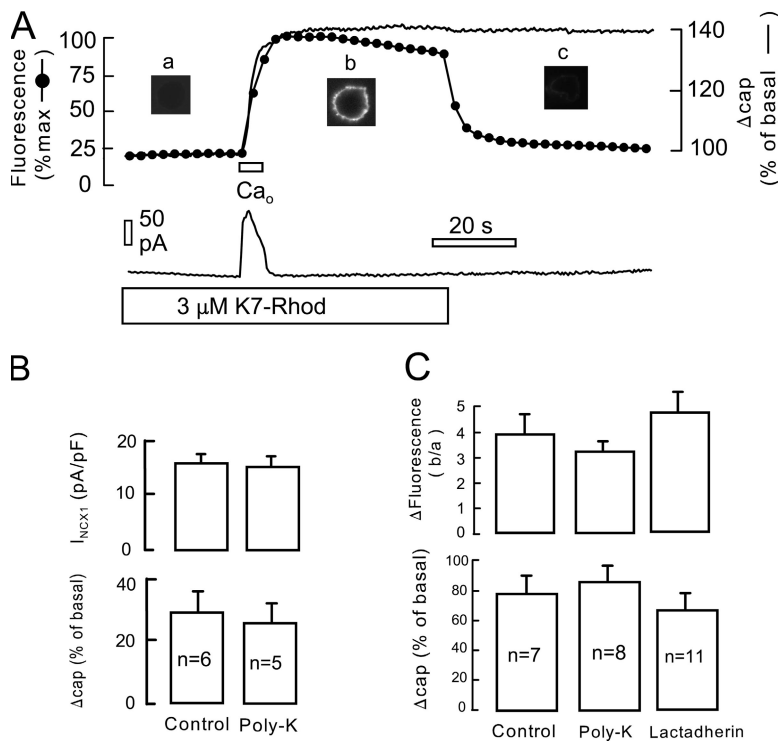 A
Fluorescence
(%max —●—)
100
75
50
25
0
a
b
c
140
120
100
Δcap
(% of basal —)
Caₒ
50
pA
20 s
3 μM K7-Rhod
B
I_NCX1 (pA/pF)
20
10
0
Δcap (% of basal)
40
20
0
n=6
n=5
Control
Poly-K
C
ΔFluorescence
( b/a )
5
4
3
2
1
0
Δcap (% of basal)
100
80
60
40
20
0
n=7
n=8
n=11
Control
Poly-K
Lactadherin